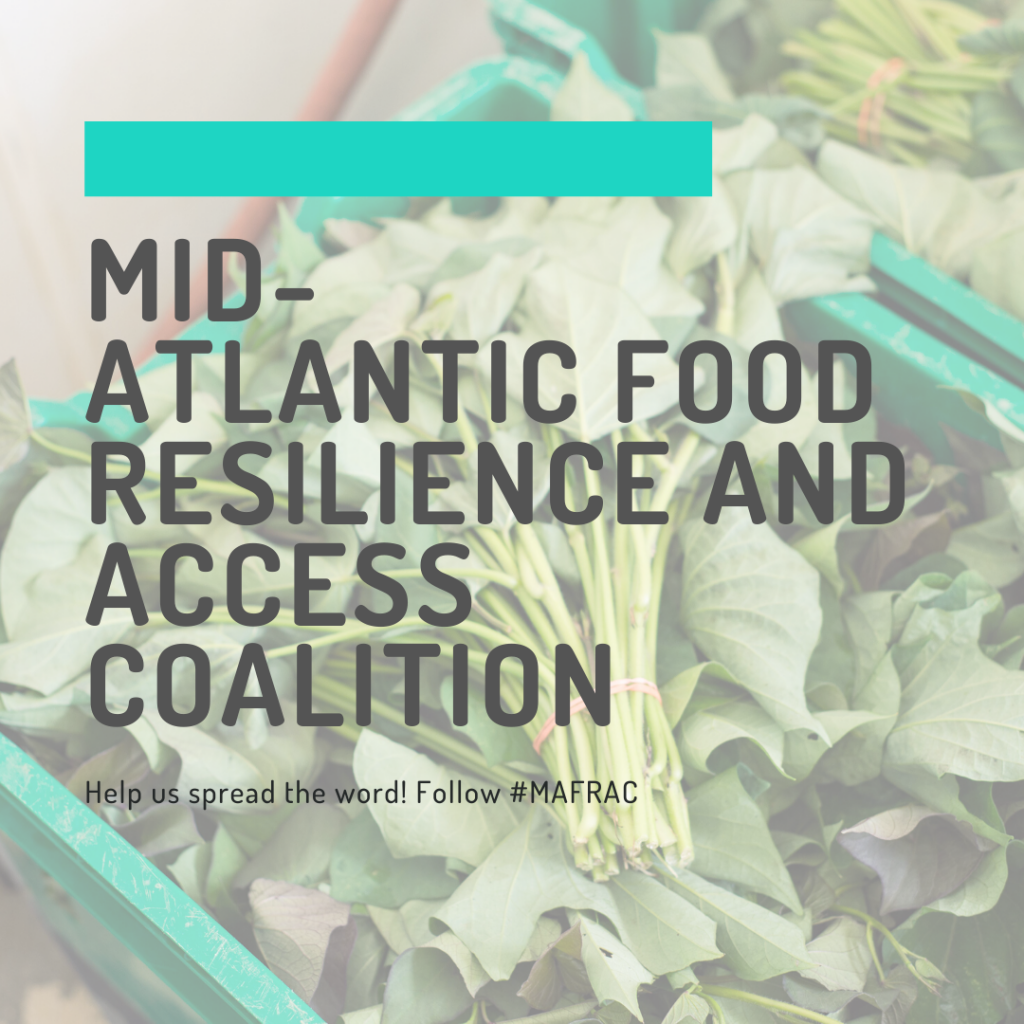 MID-
ATLANTIC FOOD
RESILIENCE AND
ACCESS
COALITION
Help us spread the word! Follow #MAFRAC